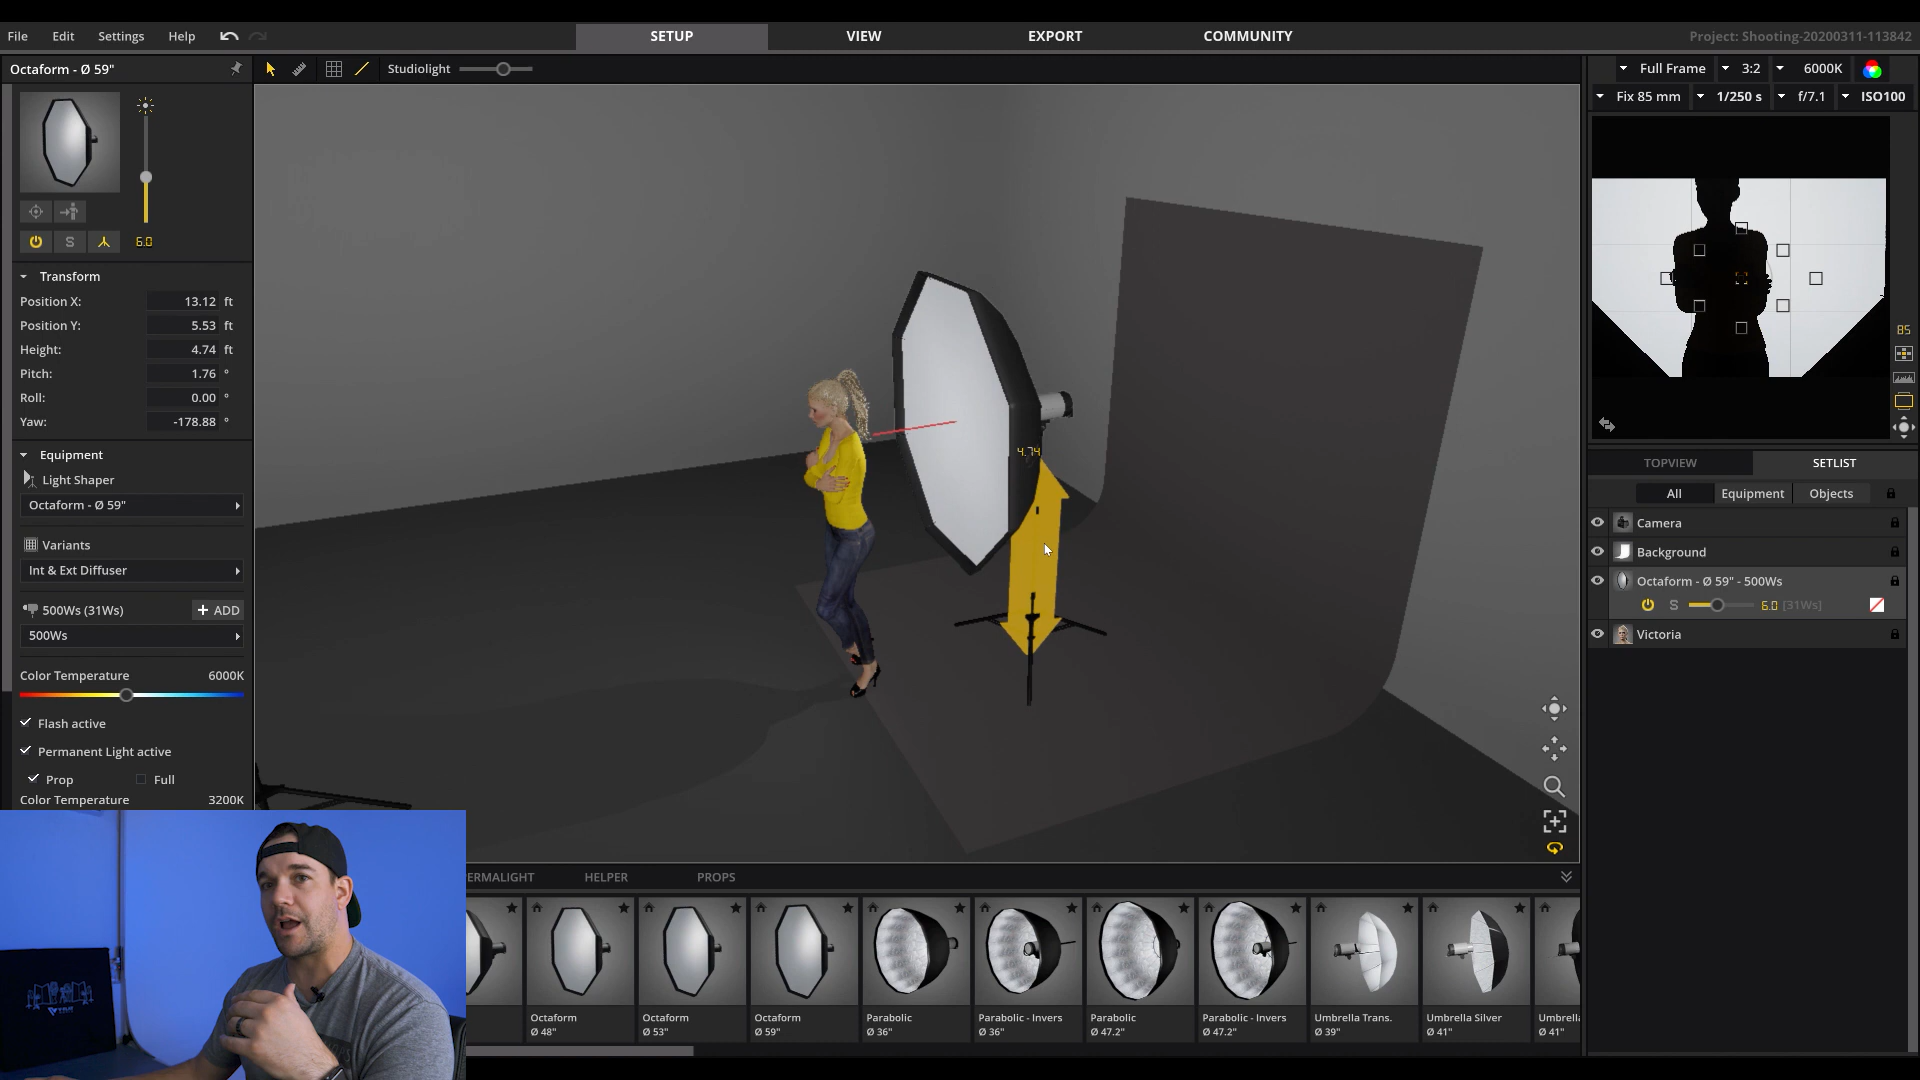 File Edit Settings Help
SETUP VIEW EXPORT COMMUNITY
Project: Shooting-20200311-113842
Octaform - Ø 59"
Studiolight
Full Frame 3:2 6000K
Fix 85 mm 1/250 s f/7.1 ISO100
S 6.0
Transform
Position X: 13.12 ft
Position Y: 5.53 ft
Height: 4.74 ft
Pitch: 1.76 °
Roll: 0.00 °
Yaw: -178.88 °
Equipment
Light Shaper
Octaform - Ø 59"
Variants
Int & Ext Diffuser
500Ws (31Ws) + ADD
500Ws
Color Temperature 6000K
Flash active
Permanent Light active
Prop Full
Color Temperature 3200K
4.74
85
TOPVIEW SETLIST
All Equipment Objects
Camera
Background
Octaform - Ø 59" - 500Ws
S 6.0 [31Ws]
Victoria
ERMALIGHT HELPER PROPS
Octaform
Ø 48"
Octaform
Ø 53"
Octaform
Ø 59"
Parabolic
Ø 36"
Parabolic - Invers
Ø 36"
Parabolic
Ø 47.2"
Parabolic - Invers
Ø 47.2"
Umbrella Trans.
Ø 39"
Umbrella Silver
Ø 41"
Umbrella
Ø 41"